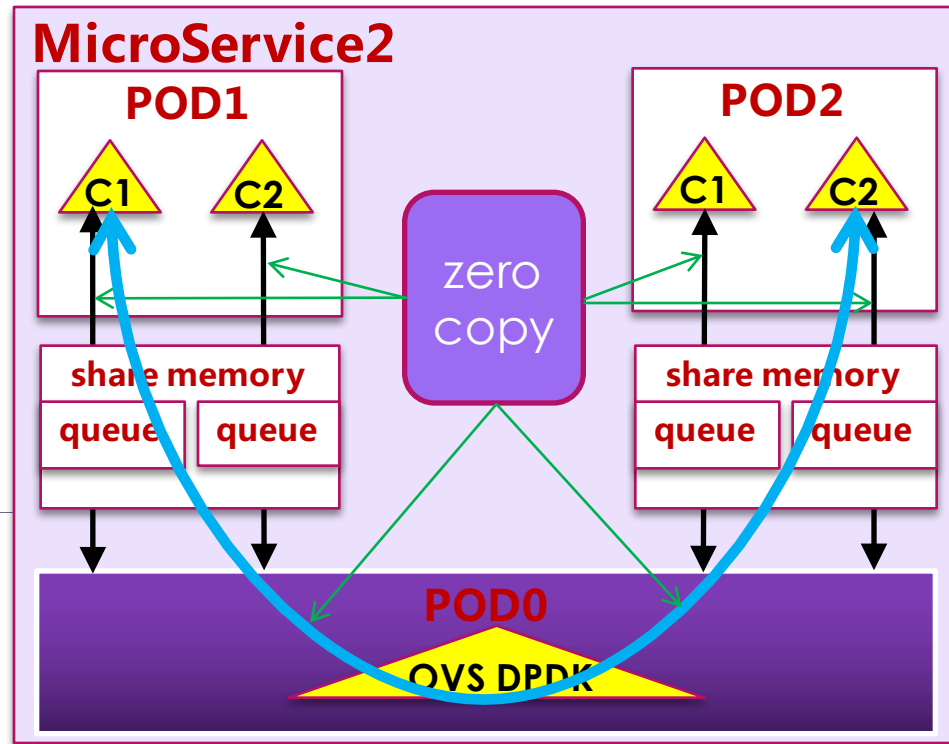 MicroService2
POD1
C1
C2
POD2
C1
C2
zero
copy
share memory
queue
queue
share memory
queue
queue
POD0
OVS DPDK